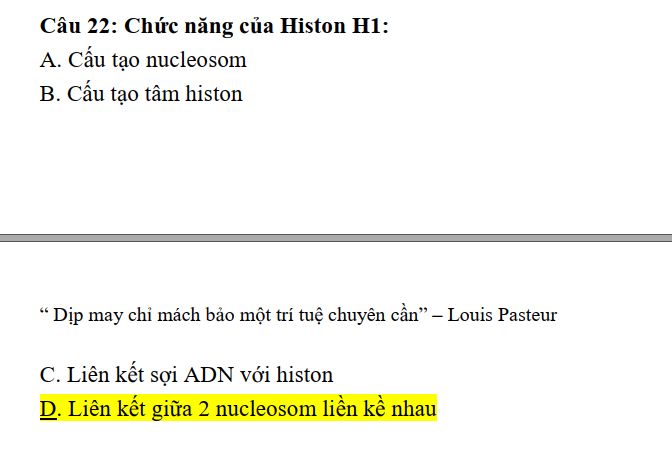 Câu 22: Chức năng của Histon H1:
A. Cấu tạo nucleosom
B. Cấu tạo tâm histon
“ Dịp may chỉ mách bảo một trí tuệ chuyên cần” – Louis Pasteur
C. Liên kết sợi ADN với histon
D. Liên kết giữa 2 nucleosom liền kề nhau